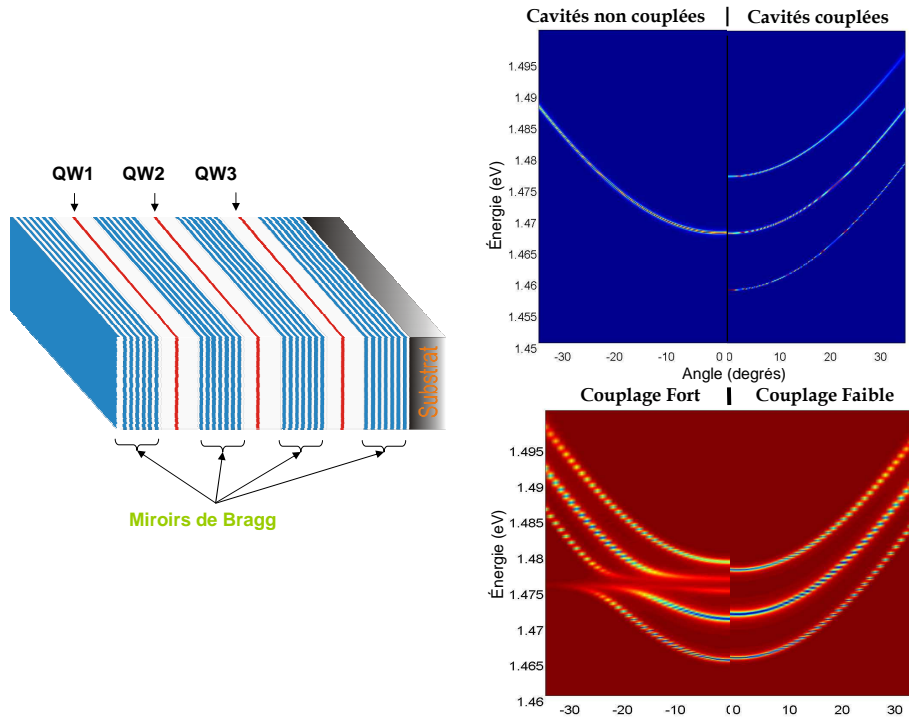 QW1 QW2 QW3
Substrat
Miroirs de Bragg
Cavités non couplées | Cavités couplées
Énergie (eV)
1.495
1.49
1.485
1.48
1.475
1.47
1.465
1.46
1.455
1.45
-30 -20 -10 0 0 10 20 30
Angle (degrés)
Couplage Fort | Couplage Faible
Énergie (eV)
1.495
1.49
1.485
1.48
1.475
1.47
1.465
1.46
-30 -20 -10 0 10 20 30